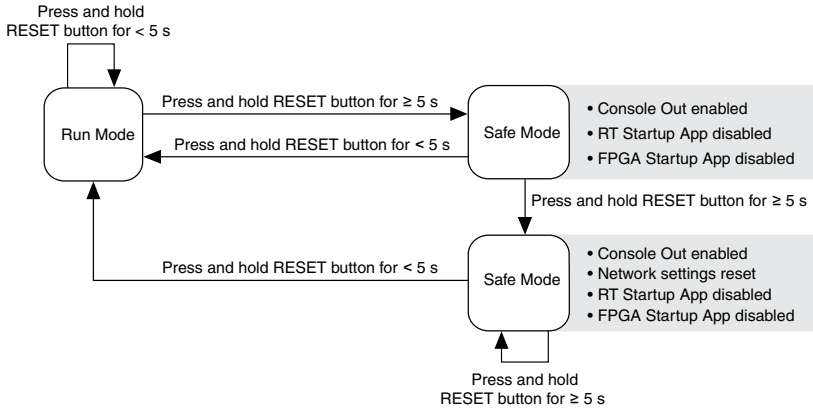 Press and hold
RESET button for < 5 s
Press and hold RESET button for ≥ 5 s
Run Mode
Press and hold RESET button for < 5 s
Safe Mode
• Console Out enabled
• RT Startup App disabled
• FPGA Startup App disabled
Press and hold RESET button for ≥ 5 s
Press and hold RESET button for < 5 s
Safe Mode
• Console Out enabled
• Network settings reset
• RT Startup App disabled
• FPGA Startup App disabled
Press and hold
RESET button for ≥ 5 s